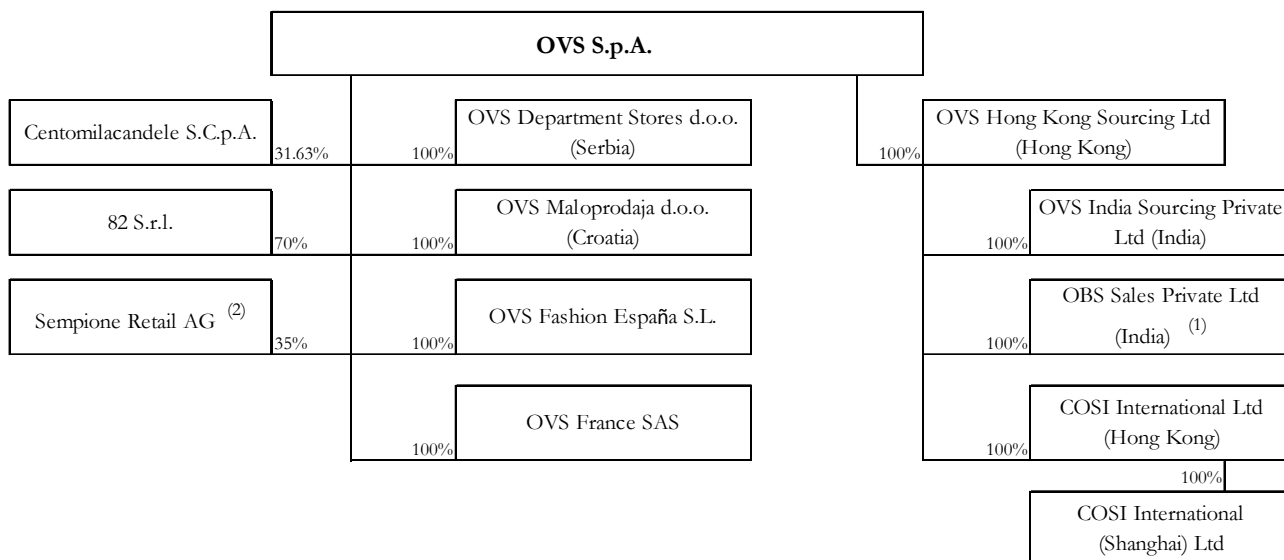 OVS S.p.A.
Centomilacandele S.C.p.A.
31.63%
82 S.r.l.
70%
Sempione Retail AG (2)
35%
OVS Department Stores d.o.o.
(Serbia)
100%
OVS Maloprodaja d.o.o.
(Croatia)
100%
OVS Fashion España S.L.
100%
OVS France SAS
100%
OVS Hong Kong Sourcing Ltd
(Hong Kong)
100%
OVS India Sourcing Private
Ltd (India)
100%
OBS Sales Private Ltd
(India) (1)
100%
COSI International Ltd
(Hong Kong)
100%
100%
COSI International
(Shanghai) Ltd